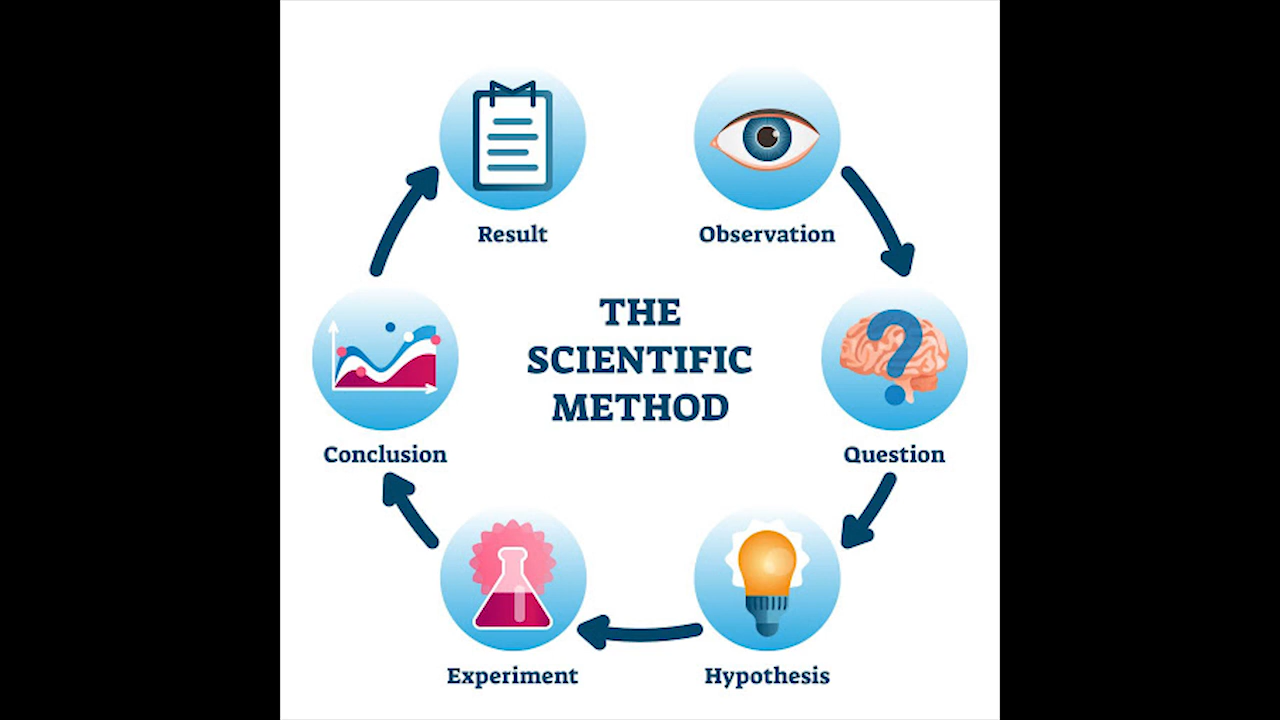 Result
Observation
THE
SCIENTIFIC
METHOD
Conclusion
Question
Experiment
Hypothesis